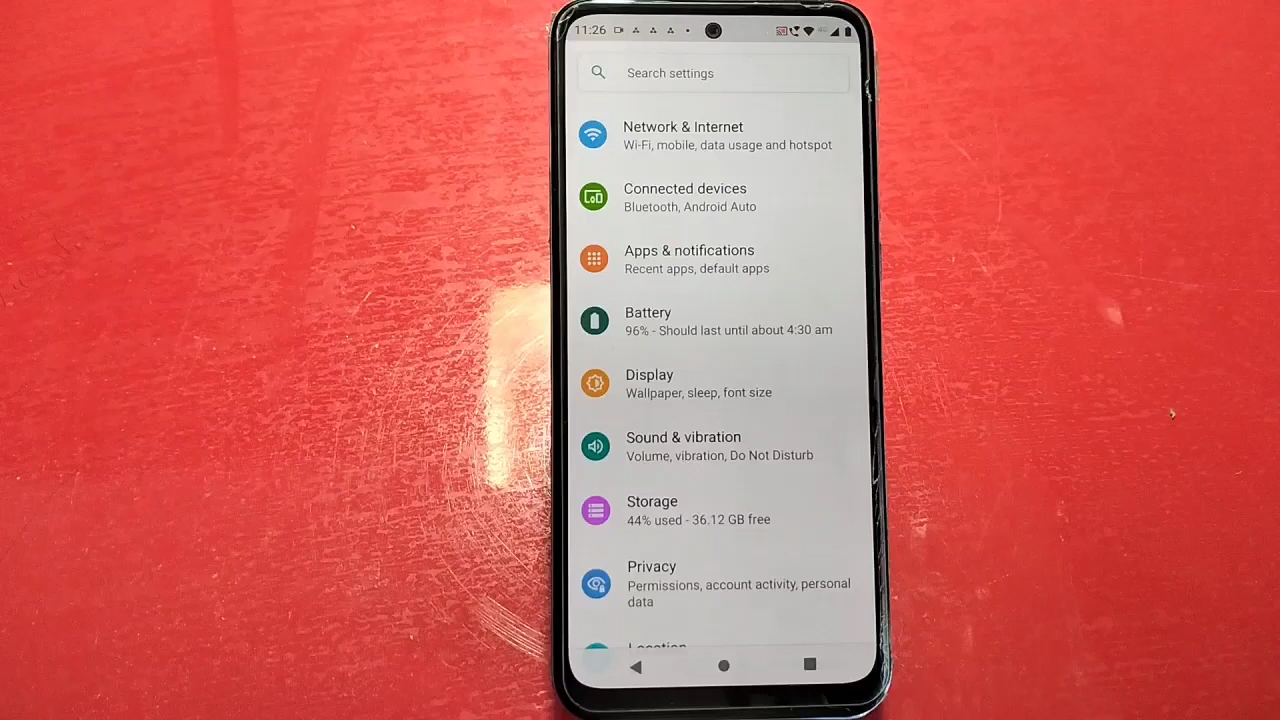 11:26
Search settings
Network & Internet
Wi-Fi, mobile, data usage and hotspot
Connected devices
Bluetooth, Android Auto
Apps & notifications
Recent apps, default apps
Battery
96% - Should last until about 4:30 am
Display
Wallpaper, sleep, font size
Sound & vibration
Volume, vibration, Do Not Disturb
Storage
44% used - 36.12 GB free
Privacy
Permissions, account activity, personal
data
Location